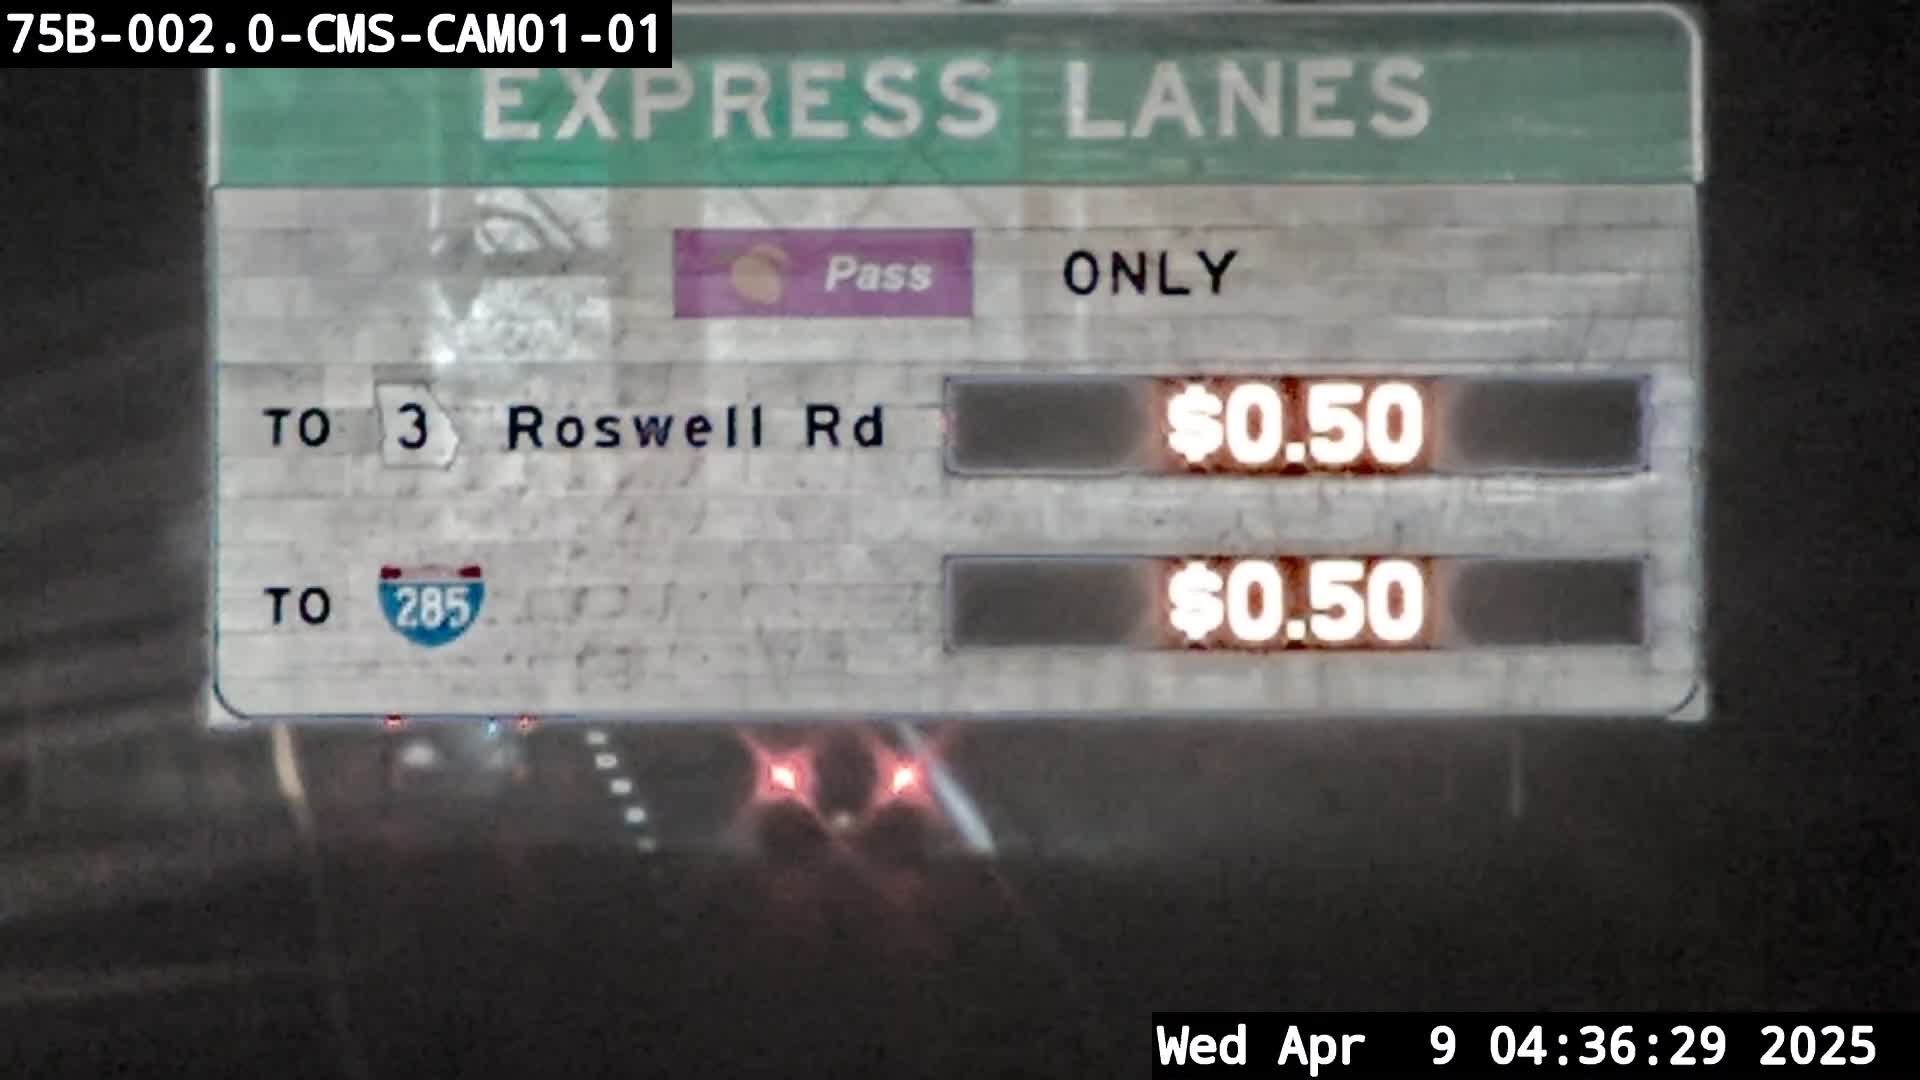 75B-002.0-CMS-CAM01-01
EXPRESS LANES
Pass ONLY
TO 3 Roswell Rd $0.50
TO 285 $0.50
Wed Apr 9 04:36:29 2025